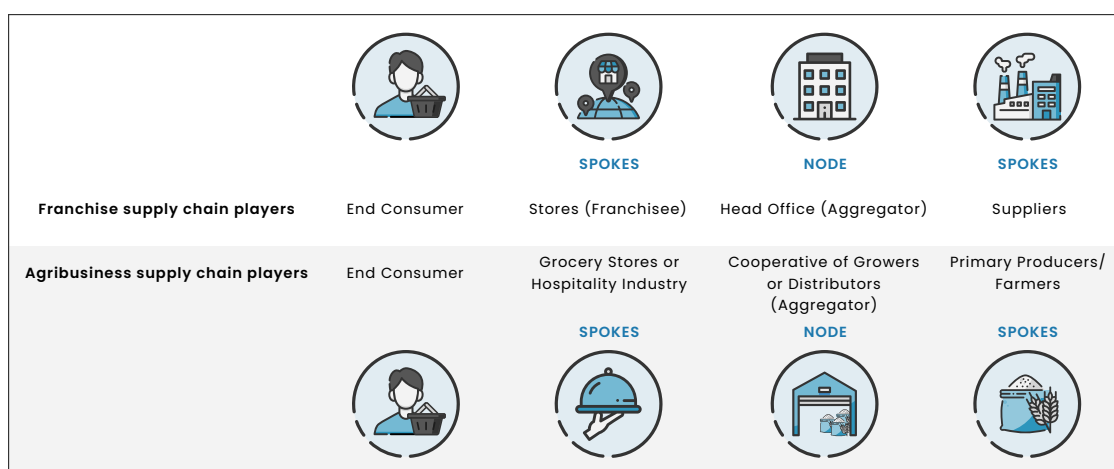 SPOKES NODE SPOKES
Franchise supply chain players End Consumer Stores (Franchisee) Head Office (Aggregator) Suppliers
Agribusiness supply chain players End Consumer
Grocery Stores or
Hospitality Industry
Cooperative of Growers
or Distributors
(Aggregator)
Primary Producers/
Farmers
SPOKES NODE SPOKES